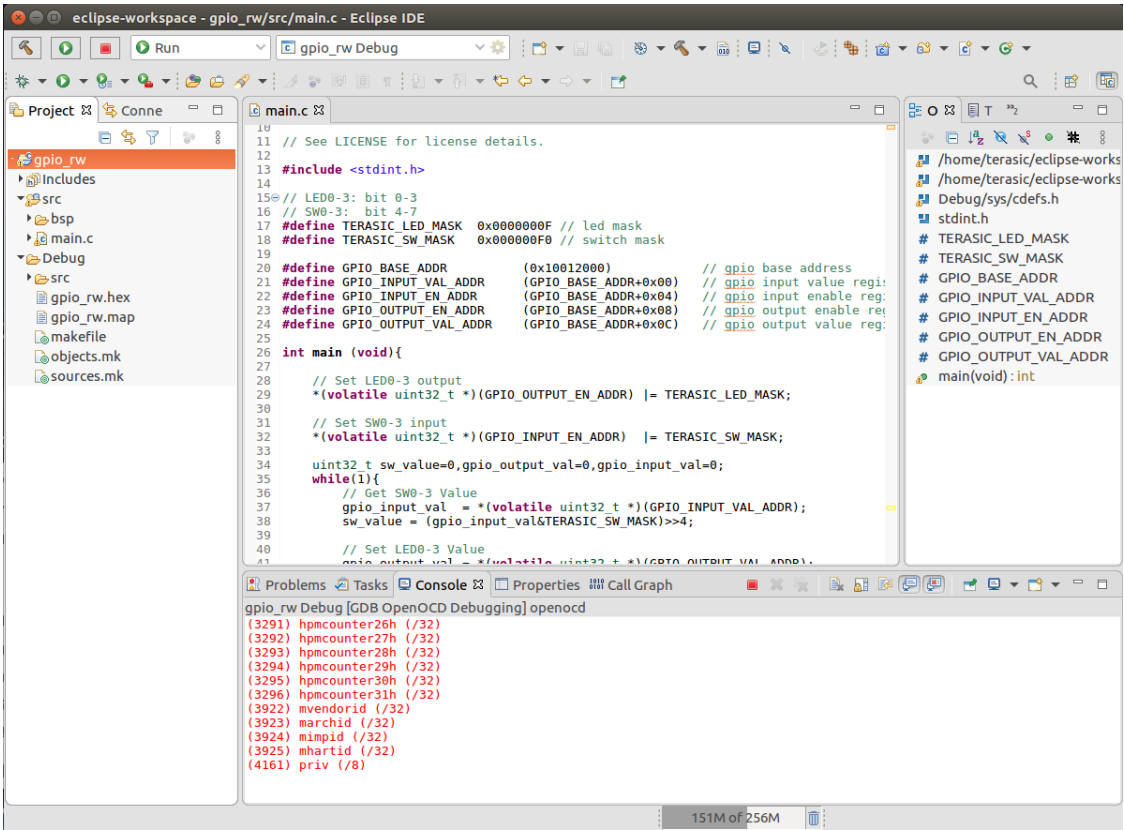 eclipse-workspace - gpio_rw/src/main.c - Eclipse IDE
Run
gpio_rw Debug
Project
Conne
gpio_rw
Includes
src
bsp
main.c
Debug
src
gpio_rw.hex
gpio_rw.map
makefile
objects.mk
sources.mk
main.c
10
11 // See LICENSE for license details.
12
13 #include <stdint.h>
14
15 // LED0-3: bit 0-3
16 // SW0-3:  bit 4-7
17 #define TERASIC_LED_MASK  0x0000000F // led mask
18 #define TERASIC_SW_MASK   0x000000F0 // switch mask
19
20 #define GPIO_BASE_ADDR          (0x10012000)            // gpio base address
21 #define GPIO_INPUT_VAL_ADDR     (GPIO_BASE_ADDR+0x00)   // gpio input value regis
22 #define GPIO_INPUT_EN_ADDR      (GPIO_BASE_ADDR+0x04)   // gpio input enable reg
23 #define GPIO_OUTPUT_EN_ADDR     (GPIO_BASE_ADDR+0x08)   // gpio output enable reg
24 #define GPIO_OUTPUT_VAL_ADDR    (GPIO_BASE_ADDR+0x0C)   // gpio output value reg
25
26 int main (void){
27
28     // Set LED0-3 output
29     *(volatile uint32_t *)(GPIO_OUTPUT_EN_ADDR) |= TERASIC_LED_MASK;
30
31     // Set SW0-3 input
32     *(volatile uint32_t *)(GPIO_INPUT_EN_ADDR)  |= TERASIC_SW_MASK;
33
34     uint32_t sw_value=0,gpio_output_val=0,gpio_input_val=0;
35     while(1){
36         // Get SW0-3 Value
37         gpio_input_val  = *(volatile uint32_t *)(GPIO_INPUT_VAL_ADDR);
38         sw_value = (gpio_input_val&TERASIC_SW_MASK)>>4;
39
40         // Set LED0-3 Value
41         gpio_output_val = *(volatile uint32_t *)(GPIO_OUTPUT_VAL_ADDR);
O
T
»2
/home/terasic/eclipse-works
/home/terasic/eclipse-works
Debug/sys/cdefs.h
stdint.h
# TERASIC_LED_MASK
# TERASIC_SW_MASK
# GPIO_BASE_ADDR
# GPIO_INPUT_VAL_ADDR
# GPIO_INPUT_EN_ADDR
# GPIO_OUTPUT_EN_ADDR
# GPIO_OUTPUT_VAL_ADDR
main(void) : int
Problems Tasks Console Properties Call Graph
gpio_rw Debug [GDB OpenOCD Debugging] openocd
(3291) hpmcounter26h (/32)
(3292) hpmcounter27h (/32)
(3293) hpmcounter28h (/32)
(3294) hpmcounter29h (/32)
(3295) hpmcounter30h (/32)
(3296) hpmcounter31h (/32)
(3922) mvendorid (/32)
(3923) marchid (/32)
(3924) mimpid (/32)
(3925) mhartid (/32)
(4161) priv (/8)
151M of 256M